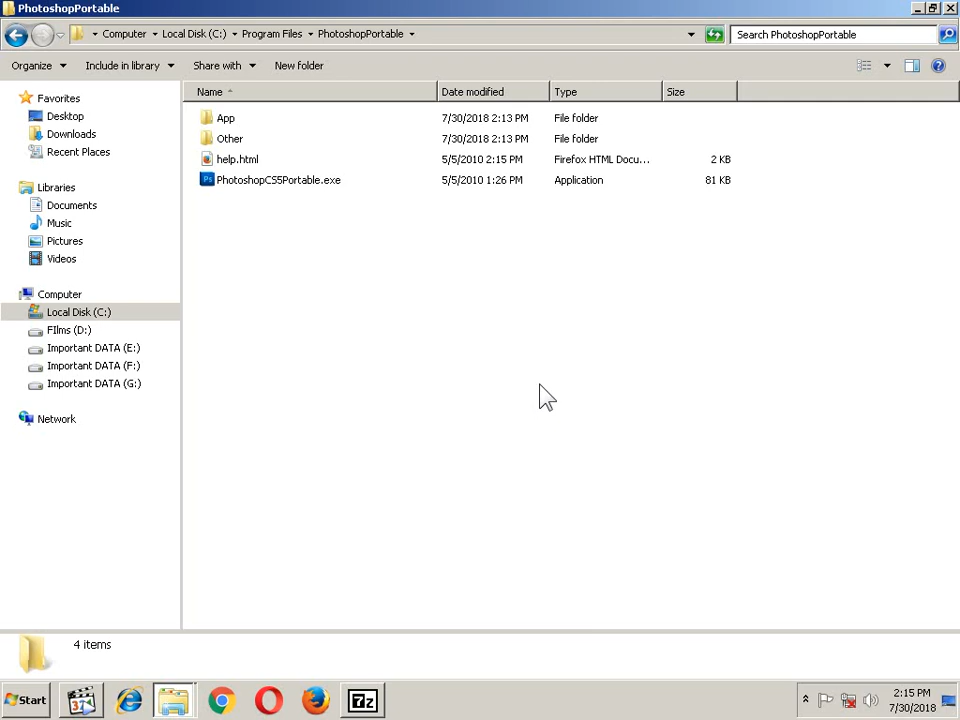 PhotoshopPortable
Computer Local Disk (C:) Program Files PhotoshopPortable
Search PhotoshopPortable
Organize Include in library Share with New folder
Name Date modified Type Size
Favorites
Desktop
Downloads
Recent Places
Libraries
Documents
Music
Pictures
Videos
Computer
Local Disk (C:)
FIlms (D:)
Important DATA (E:)
Important DATA (F:)
Important DATA (G:)
Network
App 7/30/2018 2:13 PM File folder
Other 7/30/2018 2:13 PM File folder
help.html 5/5/2010 2:15 PM Firefox HTML Docu... 2 KB
PhotoshopCS5Portable.exe 5/5/2010 1:26 PM Application 81 KB
4 items
Start
37
7z
2:15 PM
7/30/2018